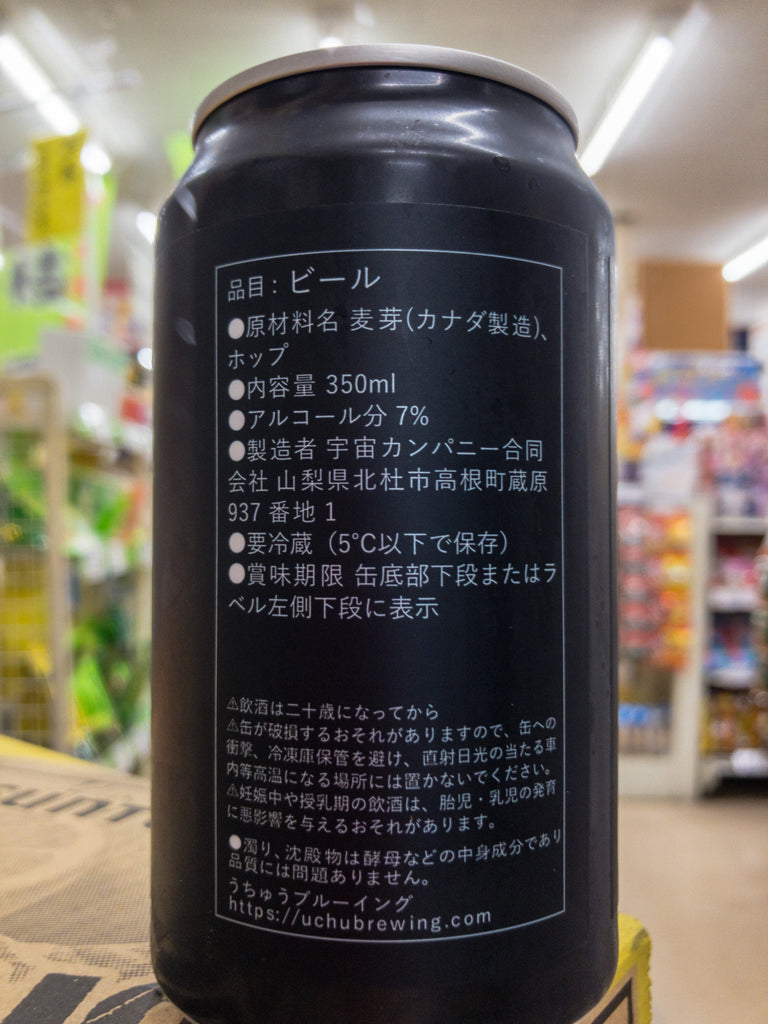 品目：ビール
●原材料名 麦芽(カナダ製造)、
ホップ
●内容量 350ml
●アルコール分 7%
●製造者 宇宙カンパニー合同
会社 山梨県北杜市高根町蔵原
937 番地 1
●要冷蔵（5℃以下で保存）
●賞味期限 缶底部下段またはラ
ベル左側下段に表示
⚠飲酒は二十歳になってから
⚠缶が破損するおそれがありますので、缶への
衝撃、冷凍庫保管を避け、直射日光の当たる車
内等高温になる場所には置かないでください。
⚠妊娠中や授乳期の飲酒は、胎児・乳児の発育
に悪影響を与えるおそれがあります。
●濁り、沈殿物は酵母などの中身成分であり
品質には問題ありません。
うちゅうブルーイング
https://uchubrewing.com
SUNT